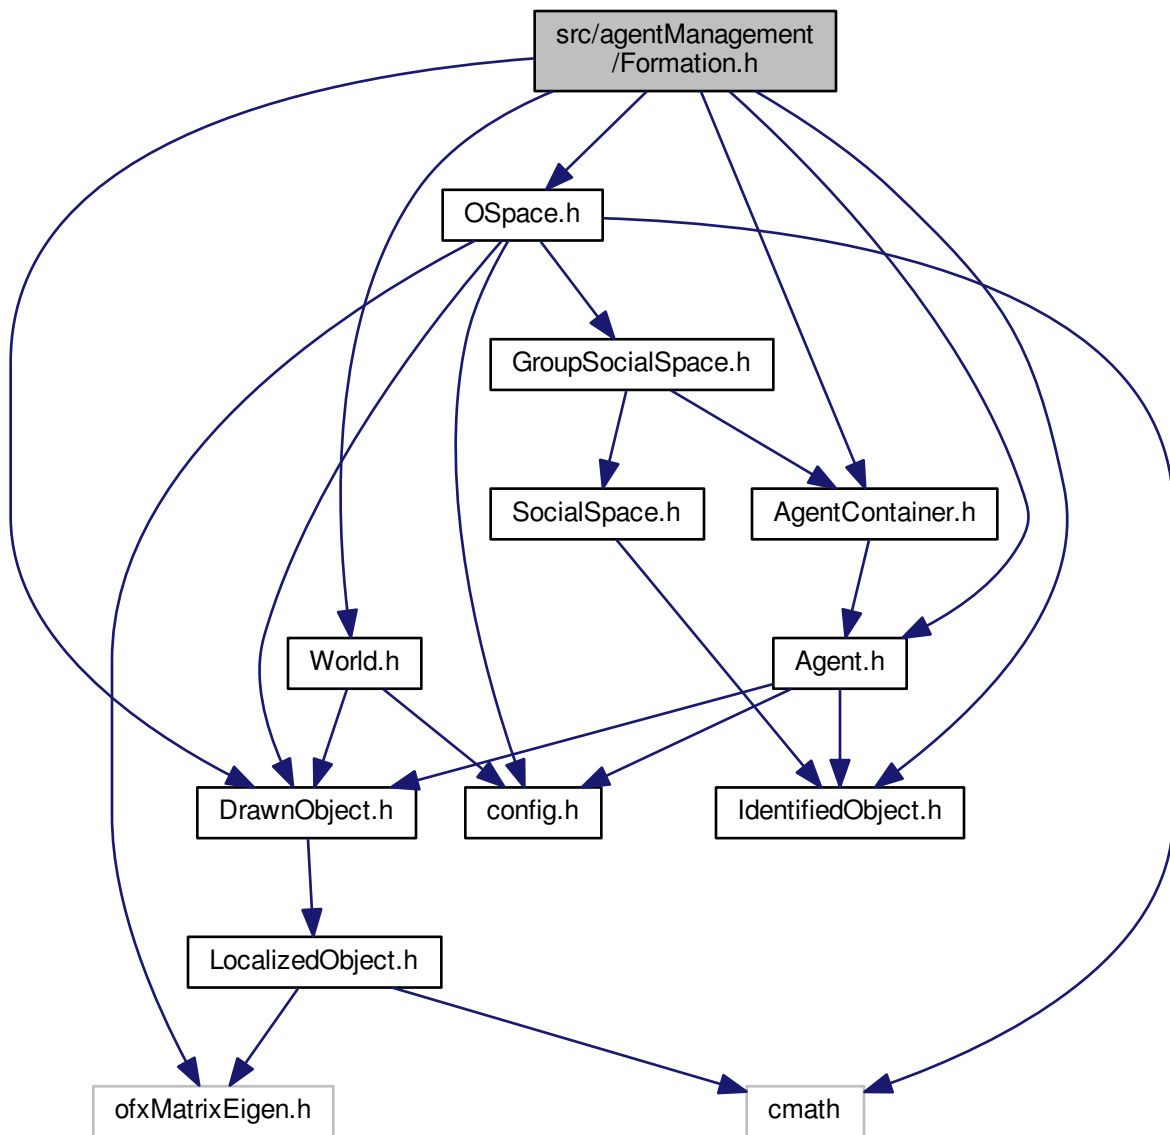 src/agentManagement
/Formation.h
OSpace.h
GroupSocialSpace.h
SocialSpace.h
AgentContainer.h
World.h
Agent.h
DrawnObject.h
config.h
IdentifiedObject.h
LocalizedObject.h
ofxMatrixEigen.h
cmath